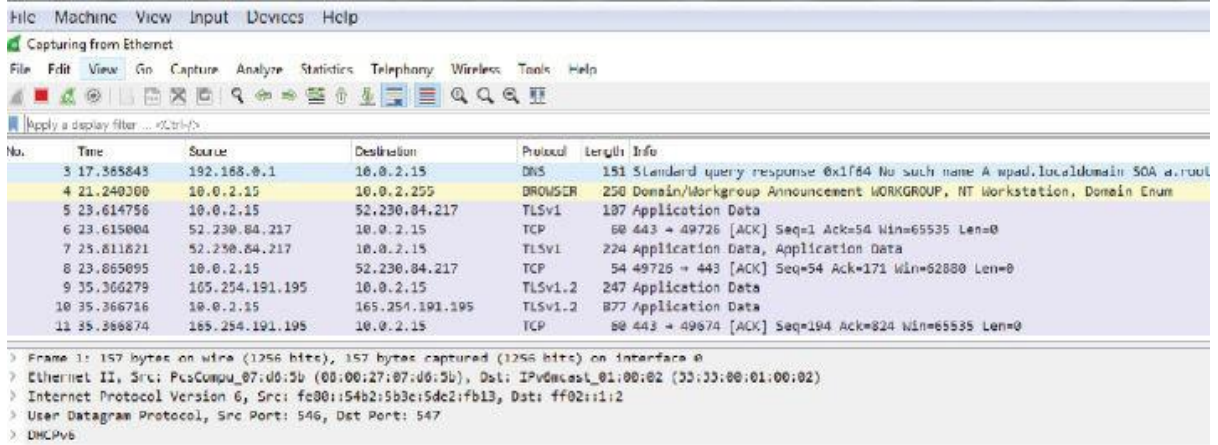 File Machine View Input Devices Help
Capturing from Ethernet
File Edit View Go Capture Analyze Statistics Telephony Wireless Tools Help
Apply a display filter ... <Ctrl-/>
No. Time Source Destination Protocol Length Info
3 17.365843 192.168.0.1 10.0.2.15 DNS 151 Standard query response 0x1f64 No such name A wpad.localdomain SOA a.root
4 21.240300 10.0.2.15 10.0.2.255 BROWSER 250 Domain/Workgroup Announcement WORKGROUP, NT Workstation, Domain Enum
5 23.614756 10.0.2.15 52.230.84.217 TLSv1 107 Application Data
6 23.615004 52.230.84.217 10.0.2.15 TCP 60 443 → 49726 [ACK] Seq=1 Ack=54 Win=65535 Len=0
7 23.811821 52.230.84.217 10.0.2.15 TLSv1 224 Application Data, Application Data
8 23.865095 10.0.2.15 52.230.84.217 TCP 54 49726 → 443 [ACK] Seq=54 Ack=171 Win=62880 Len=0
9 35.366279 165.254.191.195 10.0.2.15 TLSv1.2 247 Application Data
10 35.366716 10.0.2.15 165.254.191.195 TLSv1.2 877 Application Data
11 35.366874 165.254.191.195 10.0.2.15 TCP 60 443 → 49674 [ACK] Seq=194 Ack=824 Win=65535 Len=0
> Frame 1: 157 bytes on wire (1256 bits), 157 bytes captured (1256 bits) on interface 0
> Ethernet II, Src: PcsCompu_07:d6:5b (08:00:27:07:d6:5b), Dst: IPv6mcast_01:00:02 (33:33:00:01:00:02)
> Internet Protocol Version 6, Src: fe80::54b2:5b3c:5dc2:fb13, Dst: ff02::1:2
> User Datagram Protocol, Src Port: 546, Dst Port: 547
> DHCPv6